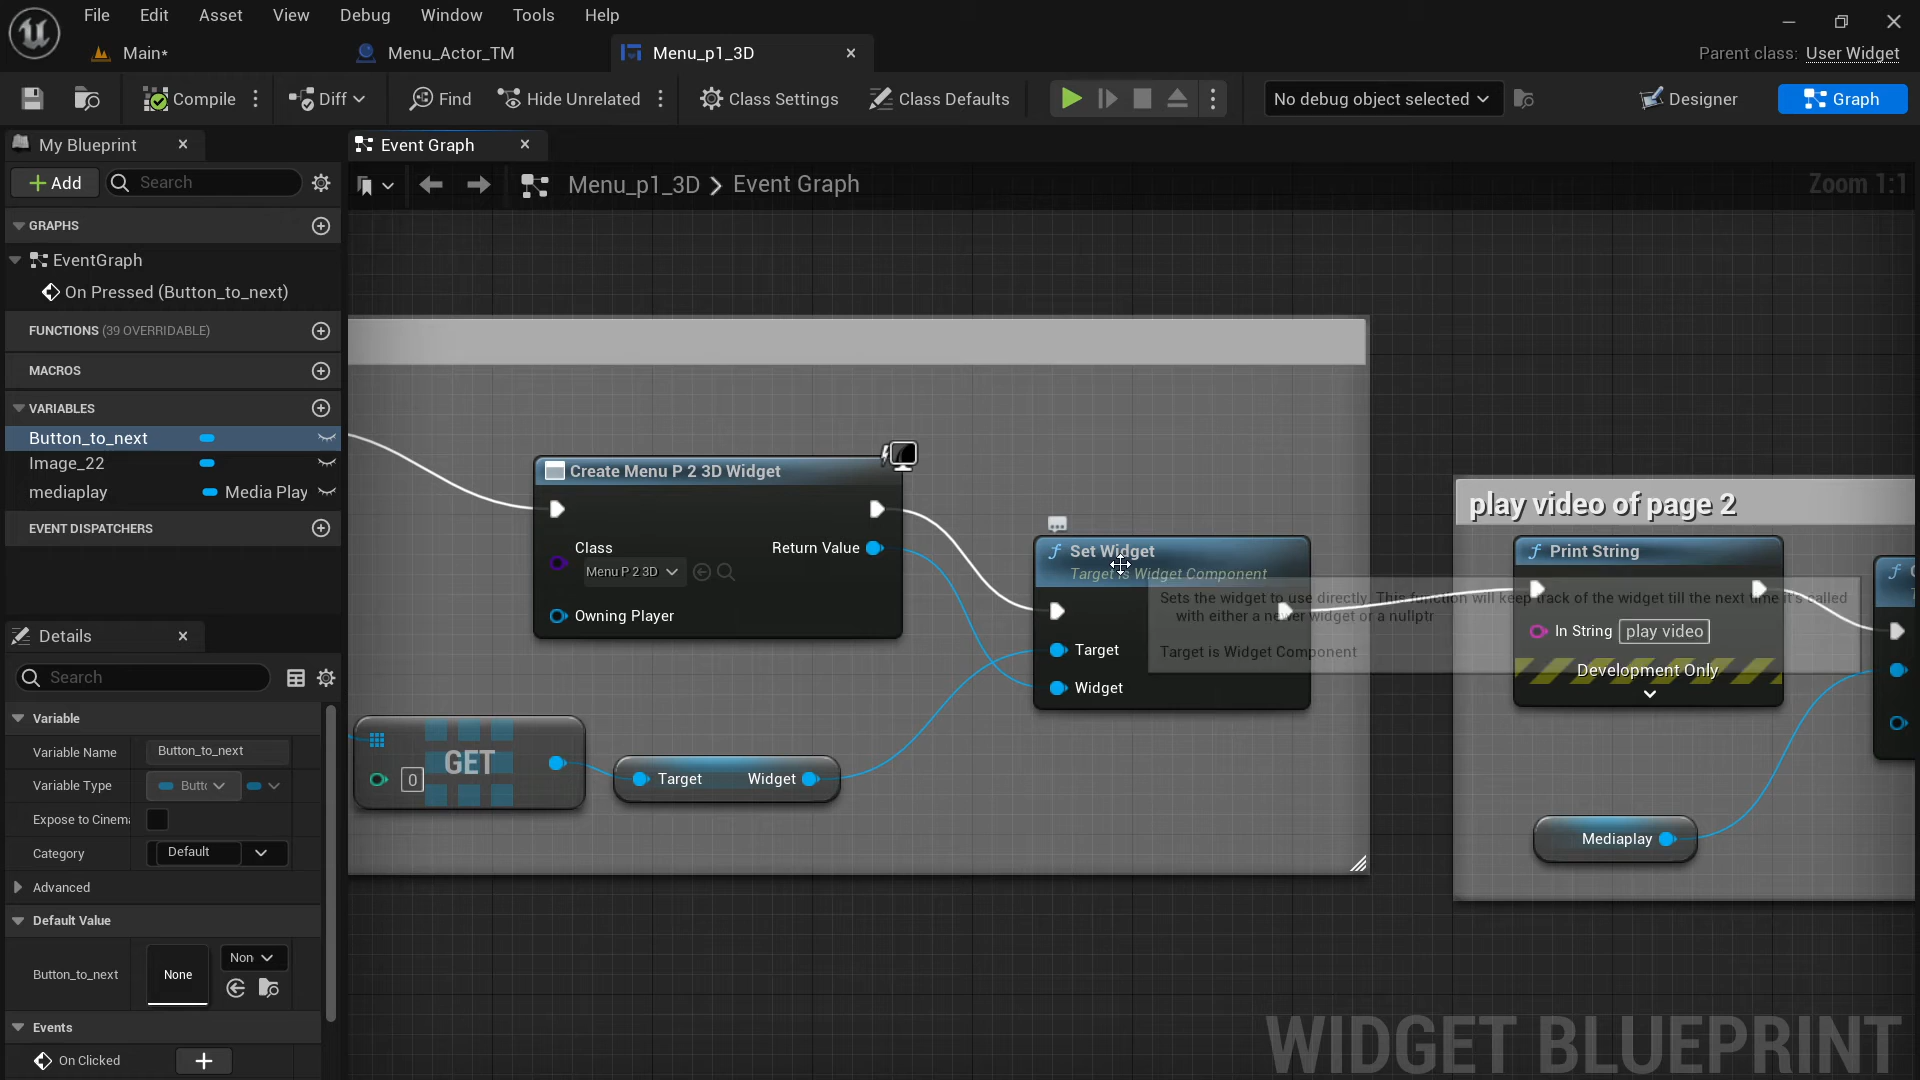 File Edit Asset View Debug Window Tools Help
Main* Menu_Actor_TM Menu_p1_3D Parent class: User Widget
Compile Diff Find Hide Unrelated Class Settings Class Defaults No debug object selected Designer Graph
My Blueprint Event Graph
Add Search Menu_p1_3D > Event Graph Zoom 1:1
GRAPHS
EventGraph
On Pressed (Button_to_next)
FUNCTIONS (39 OVERRIDABLE)
MACROS
VARIABLES
Button_to_next
Image_22
mediaplay Media Play
EVENT DISPATCHERS
Create Menu P 2 3D Widget
Class Return Value
Menu P 2 3D
Owning Player
Set Widget
Target is Widget Component
Target
Widget
Sets the widget to use directly. This function will keep track of the widget till the next time it's called
with either a newer widget or a nullptr
Target is Widget Component
play video of page 2
Print String
In String play video
Development Only
Mediaplay
GET
0
Target Widget
Details
Search
Variable
Variable Name Button_to_next
Variable Type Butt
Expose to Cinema
Category Default
Advanced
Default Value
Button_to_next None Non
Events
On Clicked
WIDGET BLUEPRINT